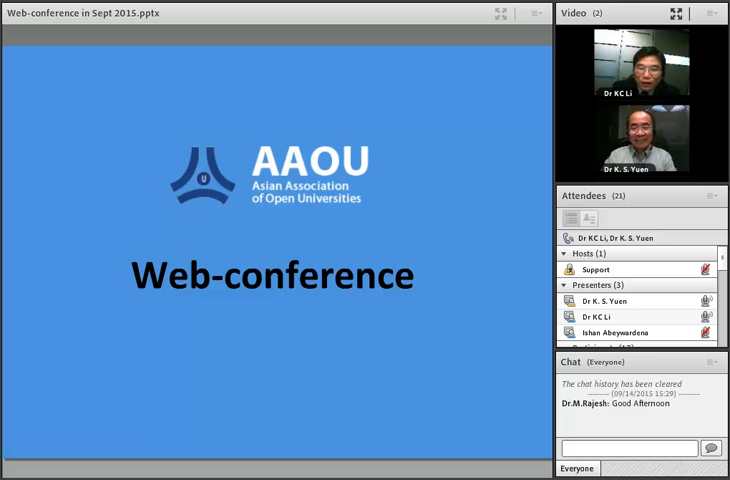 Web-conference in Sept 2015.pptx
AAOU
Asian Association
of Open Universities
U
Web-conference
Video (2)
Dr KC Li
Dr K. S. Yuen
Attendees (21)
Dr KC Li, Dr K. S. Yuen
Hosts (1)
Support
Presenters (3)
Dr K. S. Yuen
Dr KC Li
Ishan Abeywardena
Chat (Everyone)
The chat history has been cleared
-------- (09/14/2015 15:29) --------
Dr.M.Rajesh: Good Afternoon
Everyone